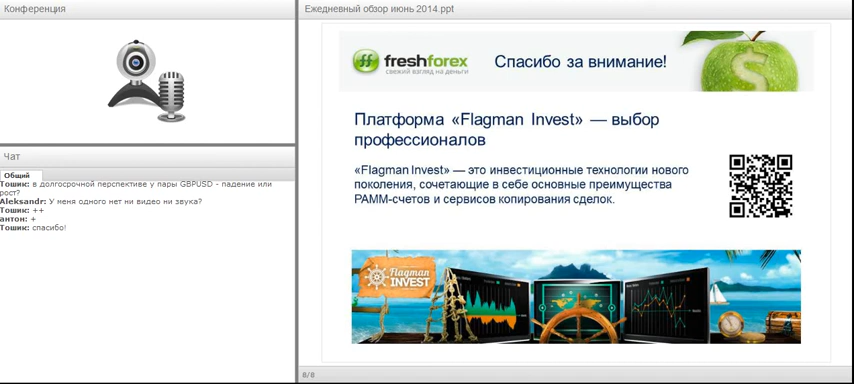 Конференция
Чат
Общий
Тошик: в долгосрочной перспективе у пары GBPUSD - падение или
рост?
Aleksandr: У меня одного нет ни видео ни звука?
Тошик: ++
антон: +
Тошик: спасибо!
Ежедневный обзор июнь 2014.ppt
freshforex
свежий взгляд на деньги
Спасибо за внимание!
Платформа «Flagman Invest» — выбор
профессионалов
«Flagman Invest» — это инвестиционные технологии нового
поколения, сочетающие в себе основные преимущества
PAMM-счетов и сервисов копирования сделок.
Flagman
INVEST
8/8